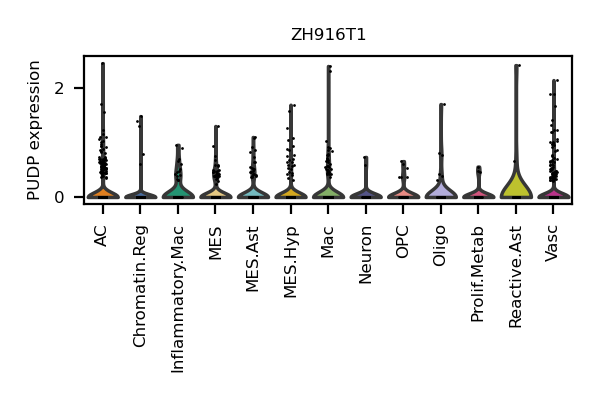 ZH916T1
PUDP expression
2
0
AC
Chromatin.Reg
Inflammatory.Mac
MES
MES.Ast
MES.Hyp
Mac
Neuron
OPC
Oligo
Prolif.Metab
Reactive.Ast
Vasc